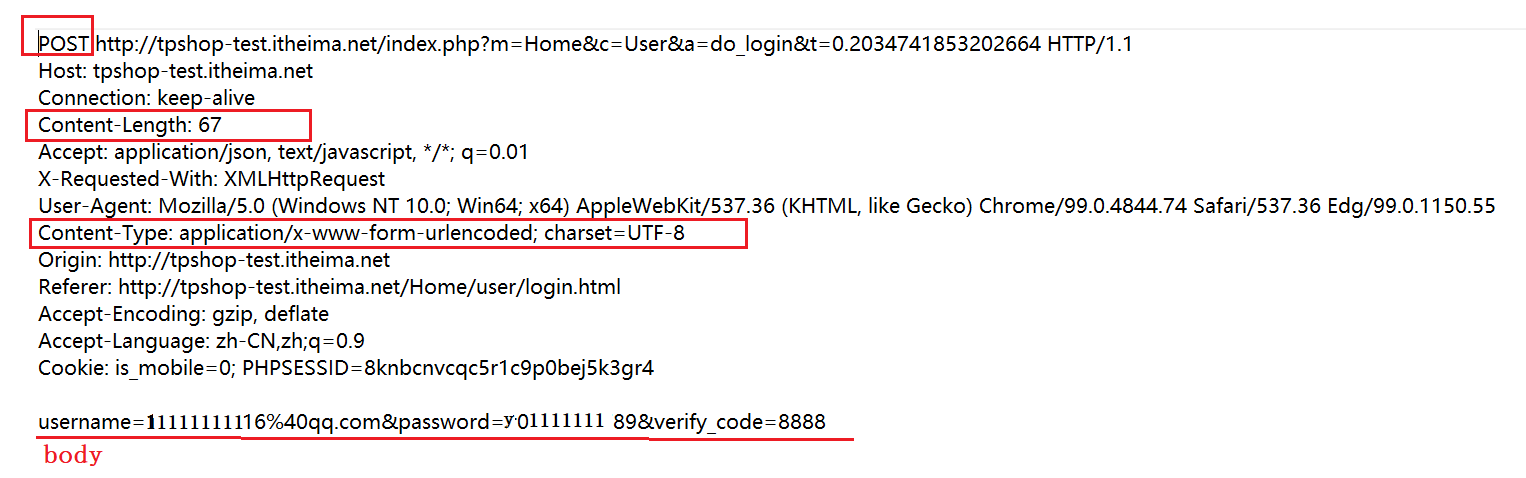 POST http://tpshop-test.itheima.net/index.php?m=Home&c=User&a=do_login&t=0.2034741853202664 HTTP/1.1
Host: tpshop-test.itheima.net
Connection: keep-alive
Content-Length: 67
Accept: application/json, text/javascript, */*; q=0.01
X-Requested-With: XMLHttpRequest
User-Agent: Mozilla/5.0 (Windows NT 10.0; Win64; x64) AppleWebKit/537.36 (KHTML, like Gecko) Chrome/99.0.4844.74 Safari/537.36 Edg/99.0.1150.55
Content-Type: application/x-www-form-urlencoded; charset=UTF-8
Origin: http://tpshop-test.itheima.net
Referer: http://tpshop-test.itheima.net/Home/user/login.html
Accept-Encoding: gzip, deflate
Accept-Language: zh-CN,zh;q=0.9
Cookie: is_mobile=0; PHPSESSID=8knbcnvcqc5r1c9p0bej5k3gr4
username=11111111116%40qq.com&password=y·01111111 89&verify_code=8888
body